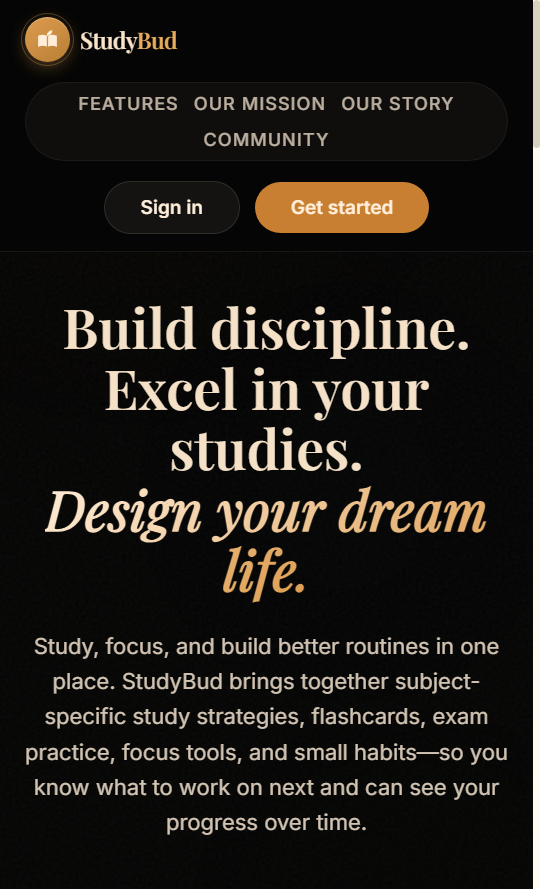 StudyBud
FEATURES OUR MISSION OUR STORY
COMMUNITY
Sign in Get started
Build discipline.
Excel in your
studies.
Design your dream
life.
Study, focus, and build better routines in one
place. StudyBud brings together subject-
specific study strategies, flashcards, exam
practice, focus tools, and small habits—so you
know what to work on next and can see your
progress over time.